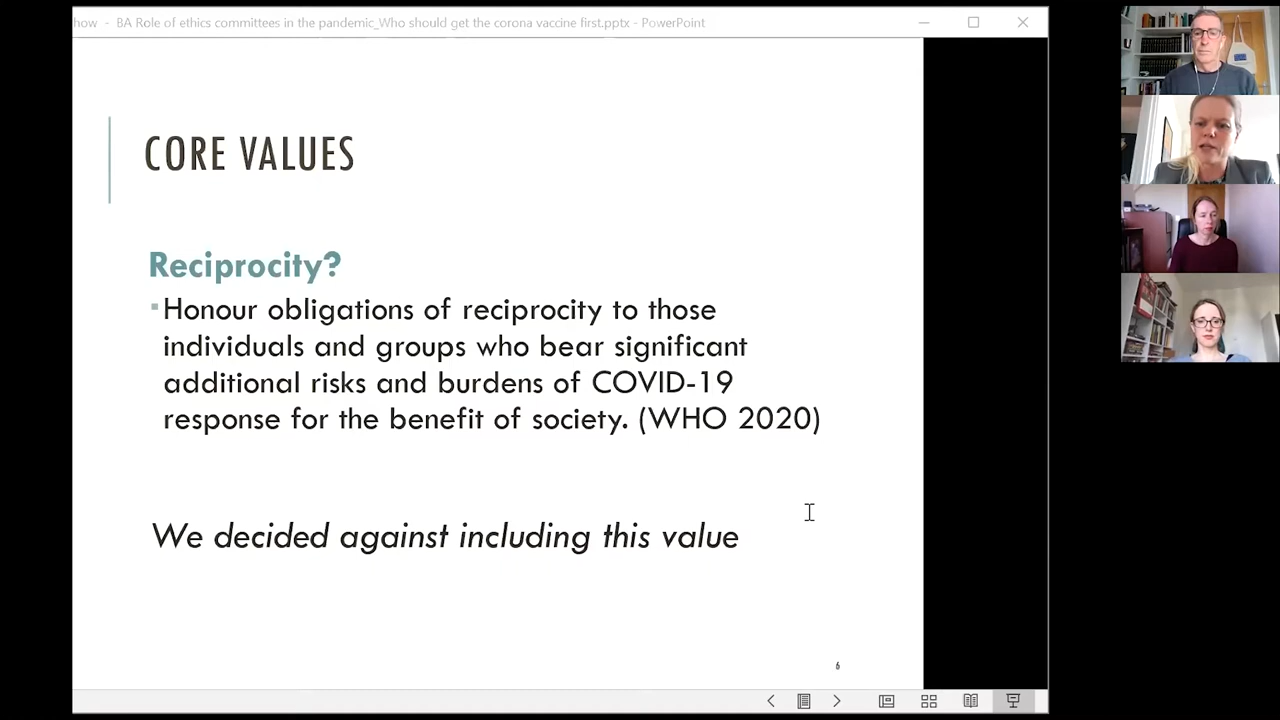 how - BA Role of ethics committees in the pandemic_Who should get the corona vaccine first.pptx - PowerPoint
CORE VALUES
Reciprocity?
▪Honour obligations of reciprocity to those
individuals and groups who bear significant
additional risks and burdens of COVID-19
response for the benefit of society. (WHO 2020)
We decided against including this value
6